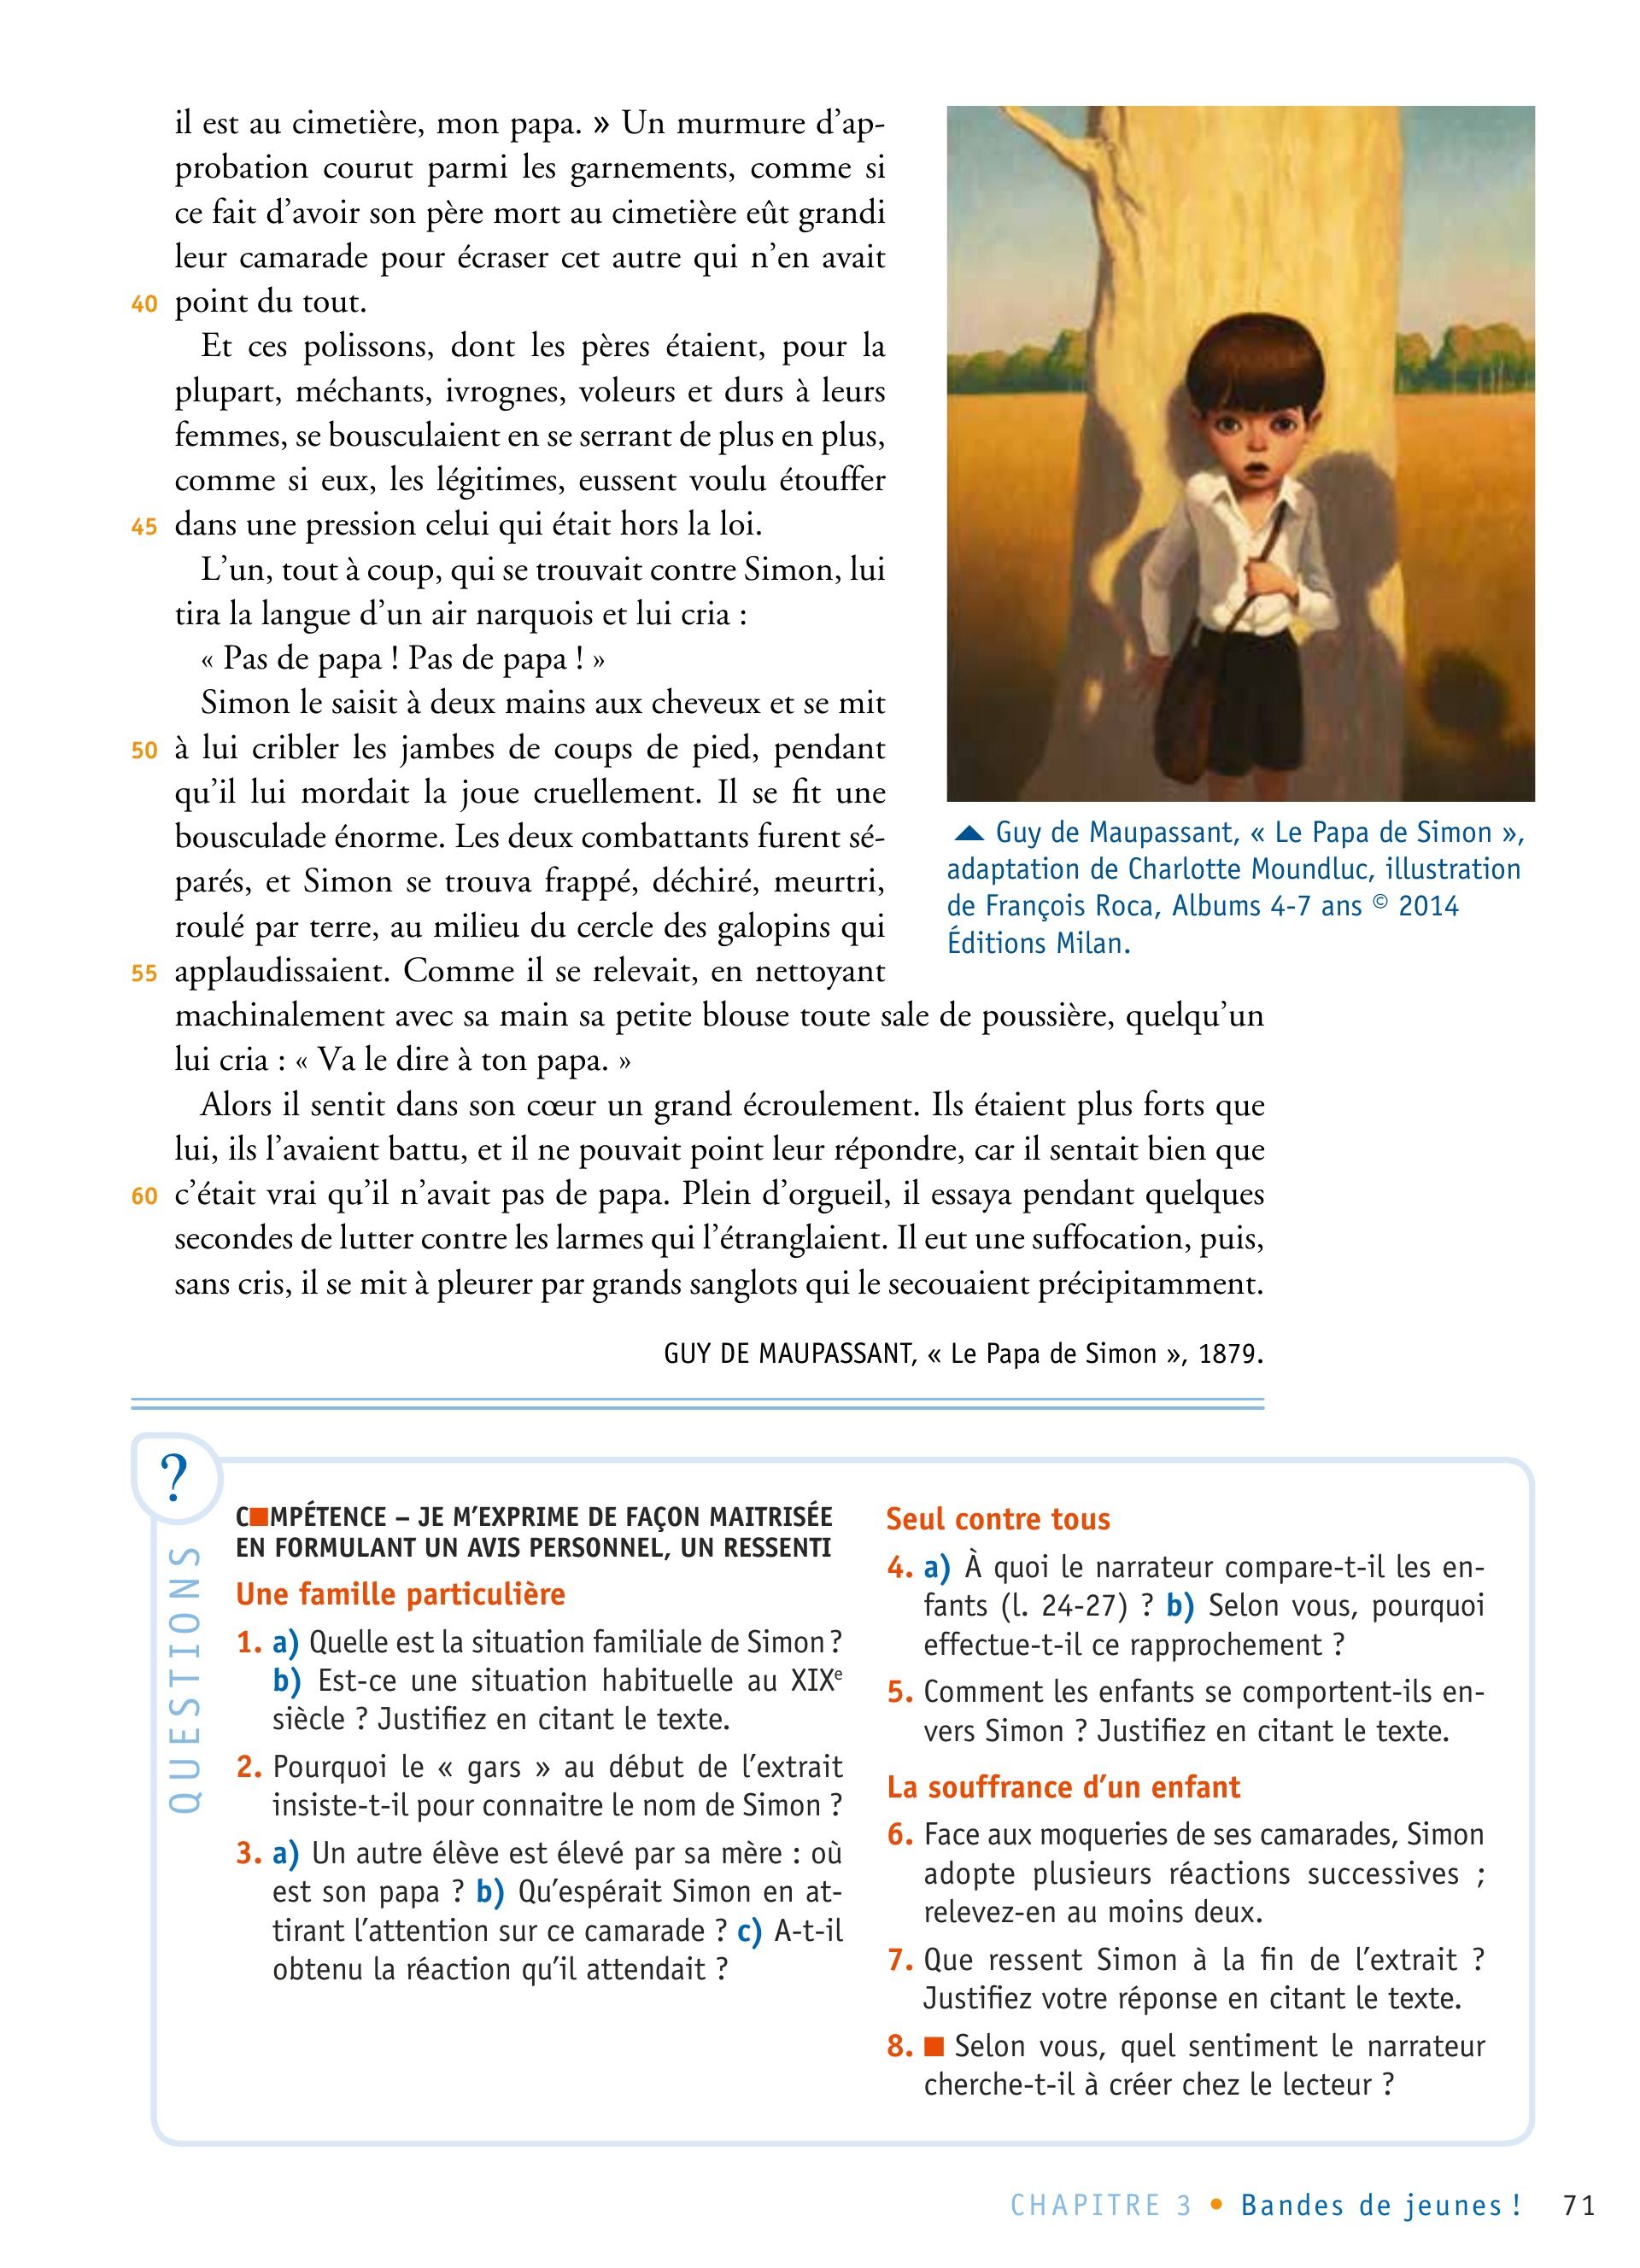 il est au cimetière, mon papa. » Un murmure d’ap-
probation courut parmi les garnements, comme si
ce fait d’avoir son père mort au cimetière eût grandi
leur camarade pour écraser cet autre qui n’en avait
40 point du tout.
Et ces polissons, dont les pères étaient, pour la
plupart, méchants, ivrognes, voleurs et durs à leurs
femmes, se bousculaient en se serrant de plus en plus,
comme si eux, les légitimes, eussent voulu étouffer
45 dans une pression celui qui était hors la loi.
L’un, tout à coup, qui se trouvait contre Simon, lui
tira la langue d’un air narquois et lui cria :
« Pas de papa ! Pas de papa ! »
Simon le saisit à deux mains aux cheveux et se mit
50 à lui cribler les jambes de coups de pied, pendant
qu’il lui mordait la joue cruellement. Il se fit une
bousculade énorme. Les deux combattants furent sé-
parés, et Simon se trouva frappé, déchiré, meurtri,
roulé par terre, au milieu du cercle des galopins qui
55 applaudissaient. Comme il se relevait, en nettoyant
machinalement avec sa main sa petite blouse toute sale de poussière, quelqu’un
lui cria : « Va le dire à ton papa. »
Alors il sentit dans son cœur un grand écroulement. Ils étaient plus forts que
lui, ils l’avaient battu, et il ne pouvait point leur répondre, car il sentait bien que
60 c’était vrai qu’il n’avait pas de papa. Plein d’orgueil, il essaya pendant quelques
secondes de lutter contre les larmes qui l’étranglaient. Il eut une suffocation, puis,
sans cris, il se mit à pleurer par grands sanglots qui le secouaient précipitamment.
GUY DE MAUPASSANT, « Le Papa de Simon », 1879.
▲ Guy de Maupassant, « Le Papa de Simon »,
adaptation de Charlotte Moundluc, illustration
de François Roca, Albums 4-7 ans © 2014
Éditions Milan.
?
QUESTIONS
C■MPÉTENCE – JE M’EXPRIME DE FAÇON MAITRISÉE
EN FORMULANT UN AVIS PERSONNEL, UN RESSENTI
Une famille particulière
1. a) Quelle est la situation familiale de Simon ?
b) Est-ce une situation habituelle au XIXe
siècle ? Justifiez en citant le texte.
2. Pourquoi le « gars » au début de l’extrait
insiste-t-il pour connaitre le nom de Simon ?
3. a) Un autre élève est élevé par sa mère : où
est son papa ? b) Qu’espérait Simon en at-
tirant l’attention sur ce camarade ? c) A-t-il
obtenu la réaction qu’il attendait ?
Seul contre tous
4. a) À quoi le narrateur compare-t-il les en-
fants (l. 24-27) ? b) Selon vous, pourquoi
effectue-t-il ce rapprochement ?
5. Comment les enfants se comportent-ils en-
vers Simon ? Justifiez en citant le texte.
La souffrance d’un enfant
6. Face aux moqueries de ses camarades, Simon
adopte plusieurs réactions successives ;
relevez-en au moins deux.
7. Que ressent Simon à la fin de l’extrait ?
Justifiez votre réponse en citant le texte.
8. ■ Selon vous, quel sentiment le narrateur
cherche-t-il à créer chez le lecteur ?
CHAPITRE 3 • Bandes de jeunes ! 71